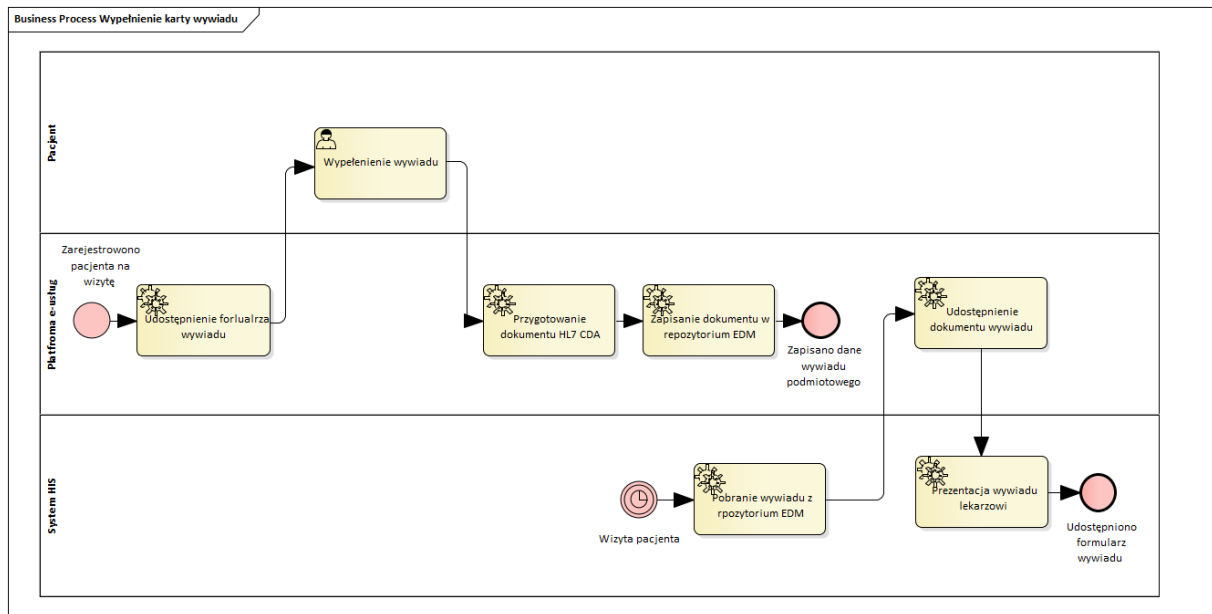 Business Process Wypełnienie karty wywiadu
Pacjent
Wypełenienie wywiadu
Platfroma e-usług
Zarejestrowono
pacjenta na
wizytę
Udostępnienie forlualrza
wywiadu
Przygotowanie
dokumentu HL7 CDA
Zapisanie dokumentu w
repozytorium EDM
Zapisano dane
wywiadu
podmiotowego
Udostępnienie
dokumentu wywiadu
System HIS
Wizyta pacjenta
Pobranie wywiadu z
rpozytorium EDM
Prezentacja wywiadu
lekarzowi
Udostępniono
formularz
wywiadu